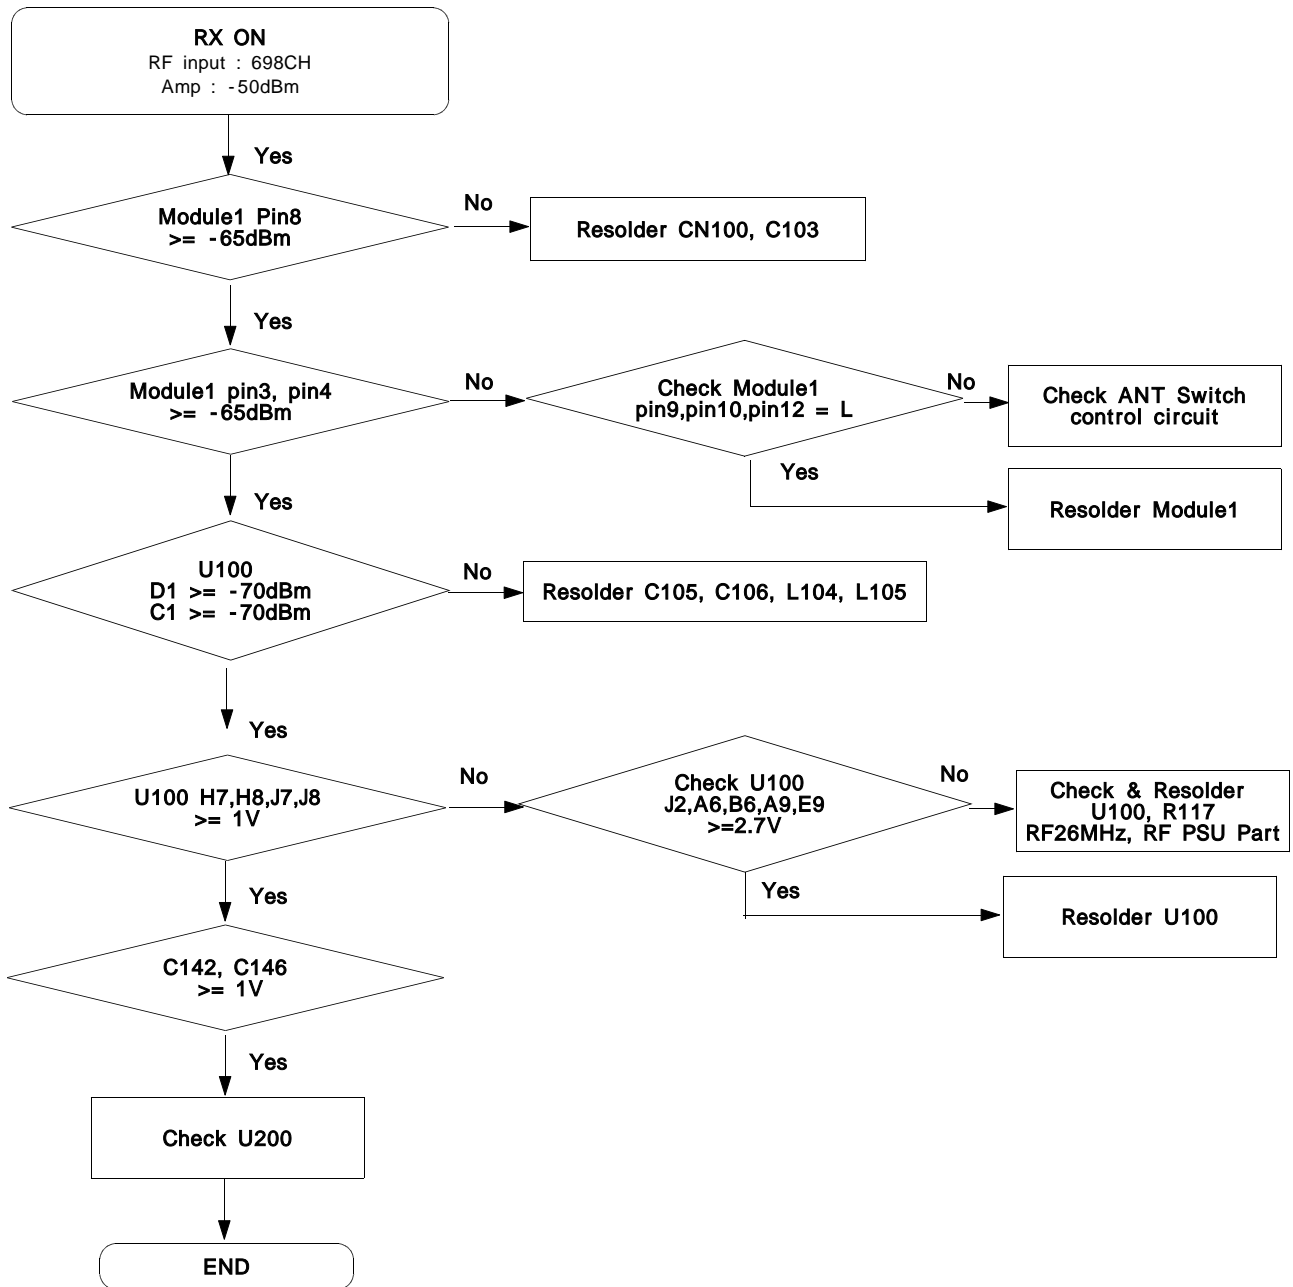 RX ON
RF input : 698CH
Amp : -50dBm
Yes
Module1 Pin8
>= -65dBm
No
Resolder CN100, C103
Yes
Module1 pin3, pin4
>= -65dBm
No
Check Module1
pin9,pin10,pin12 = L
No
Check ANT Switch
control circuit
Yes
Resolder Module1
Yes
U100
D1 >= -70dBm
C1 >= -70dBm
No
Resolder C105, C106, L104, L105
Yes
U100 H7,H8,J7,J8
>= 1V
No
Check U100
J2,A6,B6,A9,E9
>=2.7V
No
Check & Resolder
U100, R117
RF26MHz, RF PSU Part
Yes
Resolder U100
Yes
C142, C146
>= 1V
Yes
Check U200
END